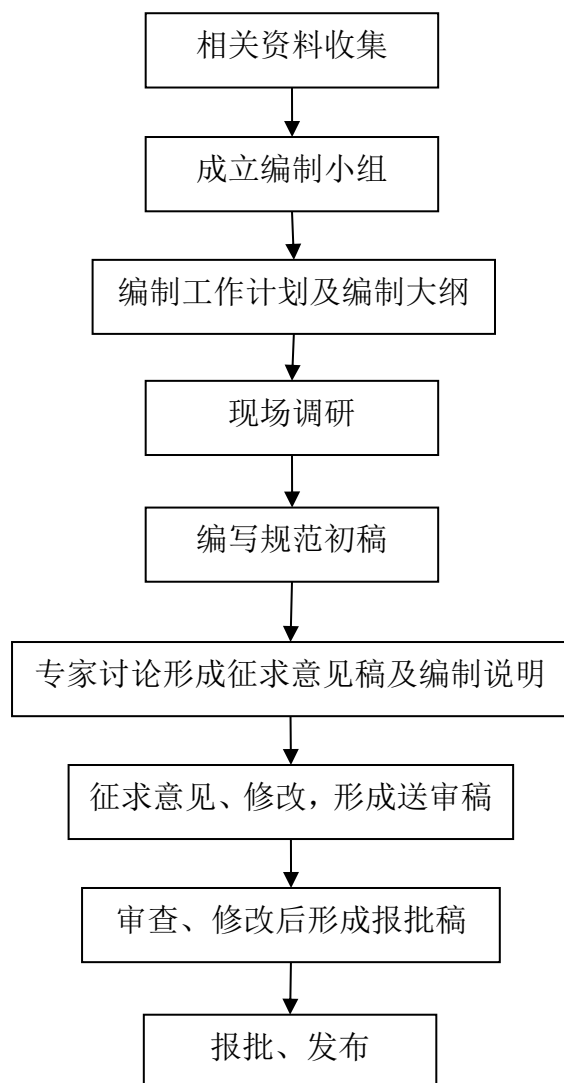 相关资料收集
成立编制小组
编制工作计划及编制大纲
现场调研
编写规范初稿
专家讨论形成征求意见稿及编制说明
征求意见、修改，形成送审稿
审查、修改后形成报批稿
报批、发布